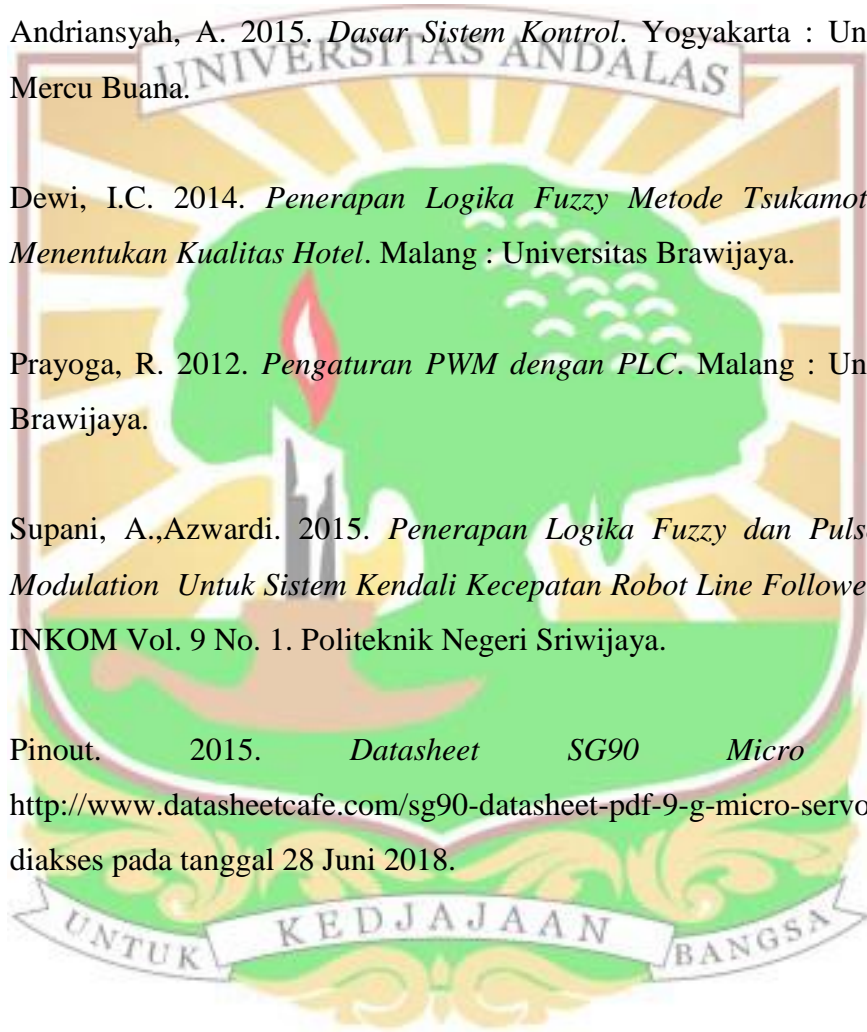 Andriansyah, A. 2015. Dasar Sistem Kontrol. Yogyakarta : Un
UNIVERSITAS ANDALAS
Mercu Buana.
Dewi, I.C. 2014. Penerapan Logika Fuzzy Metode Tsukamot
Menentukan Kualitas Hotel. Malang : Universitas Brawijaya.
Prayoga, R. 2012. Pengaturan PWM dengan PLC. Malang : Un
Brawijaya.
Supani, A.,Azwardi. 2015. Penerapan Logika Fuzzy dan Puls
Modulation Untuk Sistem Kendali Kecepatan Robot Line Followe
INKOM Vol. 9 No. 1. Politeknik Negeri Sriwijaya.
Pinout. 2015. Datasheet SG90 Micro
http://www.datasheetcafe.com/sg90-datasheet-pdf-9-g-micro-servo
diakses pada tanggal 28 Juni 2018.
UNTUK KEDJAJAAN BANGSA